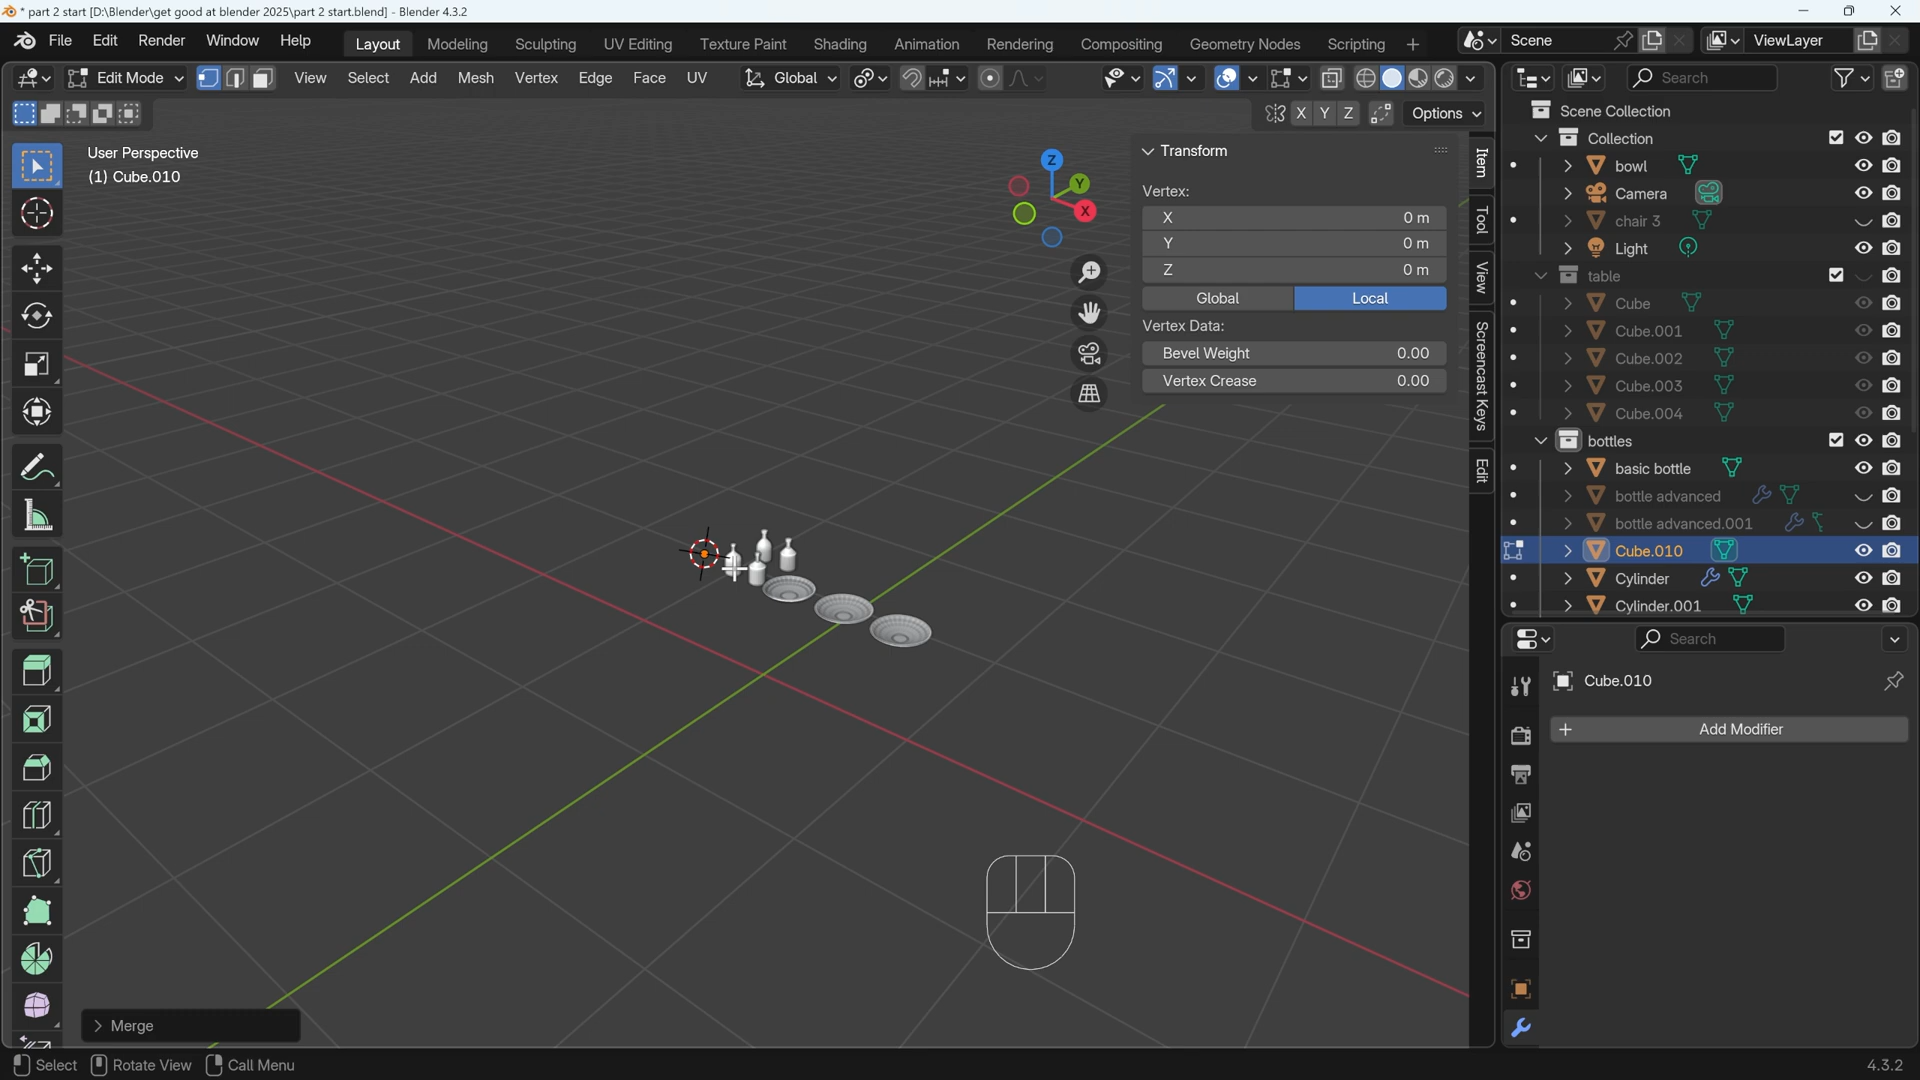 * part 2 start [D:\Blender\get good at blender 2025\part 2 start.blend] - Blender 4.3.2
File Edit Render Window Help Layout Modeling Sculpting UV Editing Texture Paint Shading Animation Rendering Compositing Geometry Nodes Scripting + Scene ViewLayer
Edit Mode View Select Add Mesh Vertex Edge Face UV Global Search
X Y Z Options
User Perspective
(1) Cube.010
Z
Y
X
Transform
Vertex:
X 0 m
Y 0 m
Z 0 m
Global Local
Vertex Data:
Bevel Weight 0.00
Vertex Crease 0.00
Item
Tool
View
Screencast Keys
Edit
Scene Collection
Collection
bowl
Camera
chair 3
Light
table
Cube
Cube.001
Cube.002
Cube.003
Cube.004
bottles
basic bottle
bottle advanced
bottle advanced.001
Cube.010
Cylinder
Cylinder.001
Search
Cube.010
+ Add Modifier
> Merge
Select Rotate View Call Menu 4.3.2